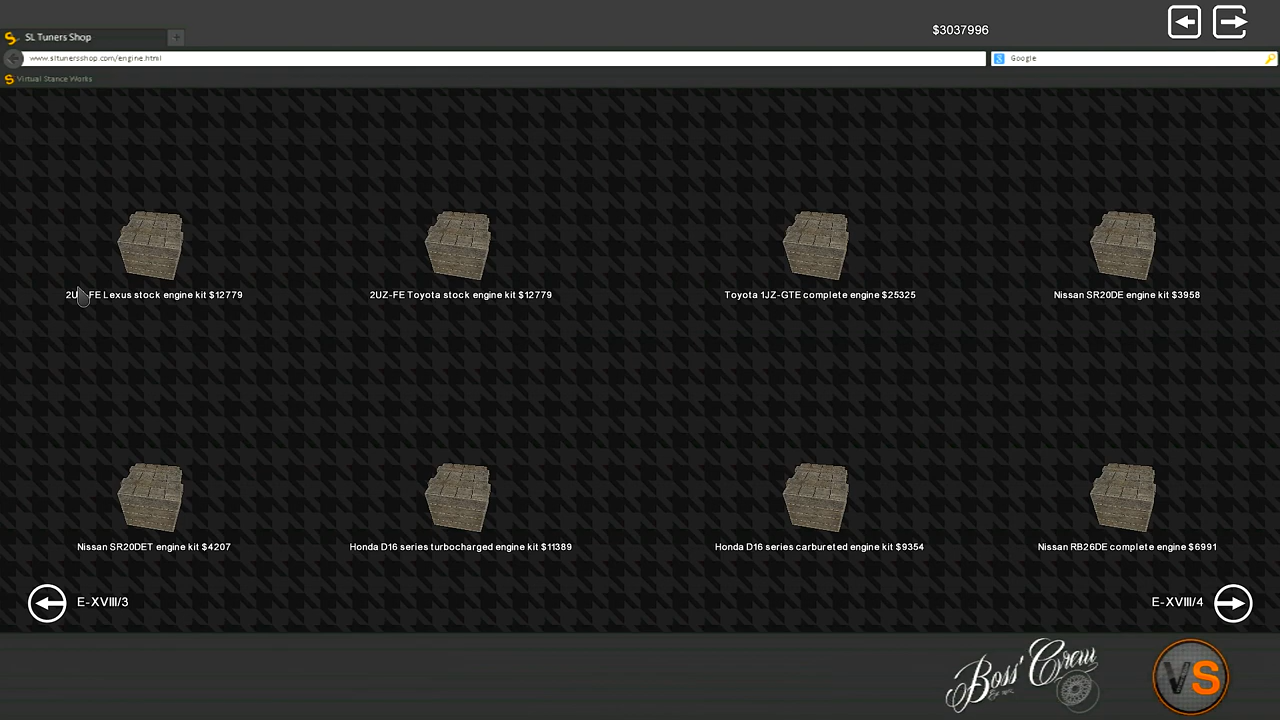 $3037996
SL Tuners Shop
www.sltunersshop.com/engine.html
Google
Virtual Stance Works
FE Lexus stock engine kit $12779
2UZ-FE Toyota stock engine kit $12779
Toyota 1JZ-GTE complete engine $25325
Nissan SR20DE engine kit $3958
Nissan SR20DET engine kit $4207
Honda D16 series turbocharged engine kit $11389
Honda D16 series carbureted engine kit $9354
Nissan RB26DE complete engine $6991
E-XVIII/3
E-XVIII/4
Boss' Crew
VS